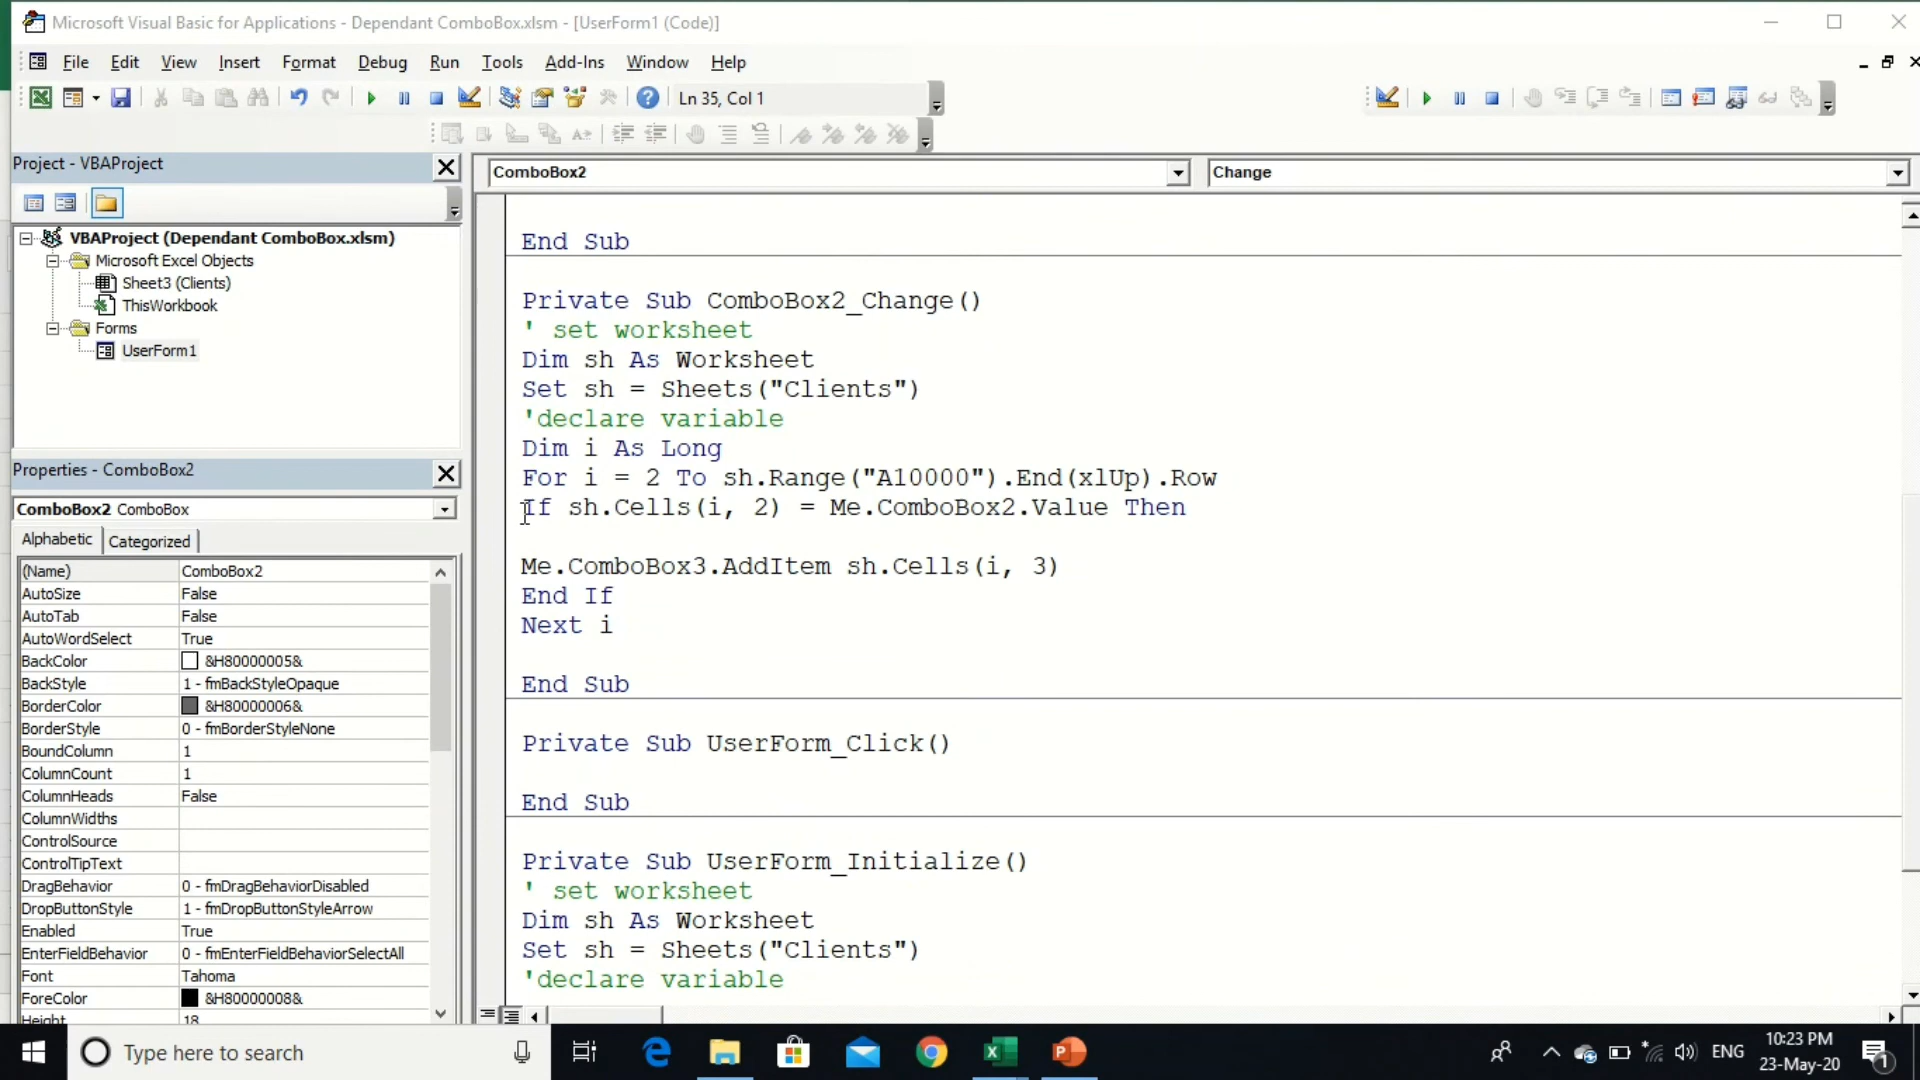 Microsoft Visual Basic for Applications - Dependant ComboBox.xlsm - [UserForm1 (Code)]
File Edit View Insert Format Debug Run Tools Add-Ins Window Help
Ln 35, Col 1
Project - VBAProject
VBAProject (Dependant ComboBox.xlsm)
Microsoft Excel Objects
Sheet3 (Clients)
ThisWorkbook
Forms
UserForm1
Properties - ComboBox2
ComboBox2 ComboBox
Alphabetic Categorized
(Name) ComboBox2
AutoSize False
AutoTab False
AutoWordSelect True
BackColor &H80000005&
BackStyle 1 - fmBackStyleOpaque
BorderColor &H80000006&
BorderStyle 0 - fmBorderStyleNone
BoundColumn 1
ColumnCount 1
ColumnHeads False
ColumnWidths
ControlSource
ControlTipText
DragBehavior 0 - fmDragBehaviorDisabled
DropButtonStyle 1 - fmDropButtonStyleArrow
Enabled True
EnterFieldBehavior 0 - fmEnterFieldBehaviorSelectAll
Font Tahoma
ForeColor &H80000008&
Height 18
ComboBox2 Change
End Sub
Private Sub ComboBox2_Change()
' set worksheet
Dim sh As Worksheet
Set sh = Sheets("Clients")
'declare variable
Dim i As Long
For i = 2 To sh.Range("A10000").End(xlUp).Row
If sh.Cells(i, 2) = Me.ComboBox2.Value Then
Me.ComboBox3.AddItem sh.Cells(i, 3)
End If
Next i
End Sub
Private Sub UserForm_Click()
End Sub
Private Sub UserForm_Initialize()
' set worksheet
Dim sh As Worksheet
Set sh = Sheets("Clients")
'declare variable
Type here to search
ENG
10:23 PM
23-May-20
1